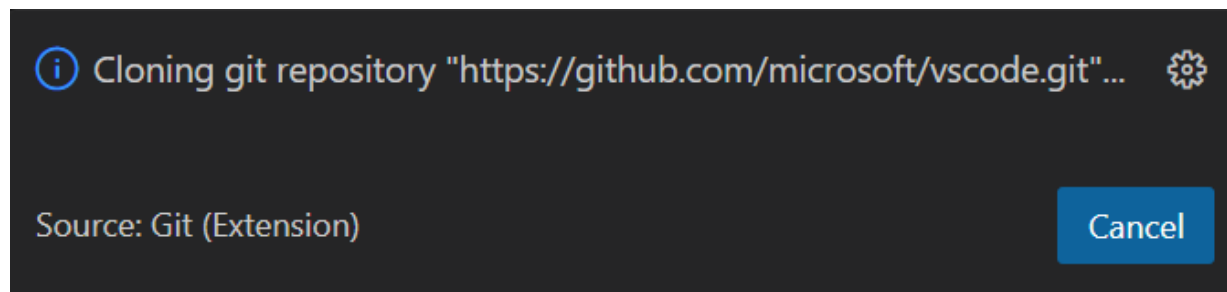 Cloning git repository "https://github.com/microsoft/vscode.git"...
Source: Git (Extension)
Cancel